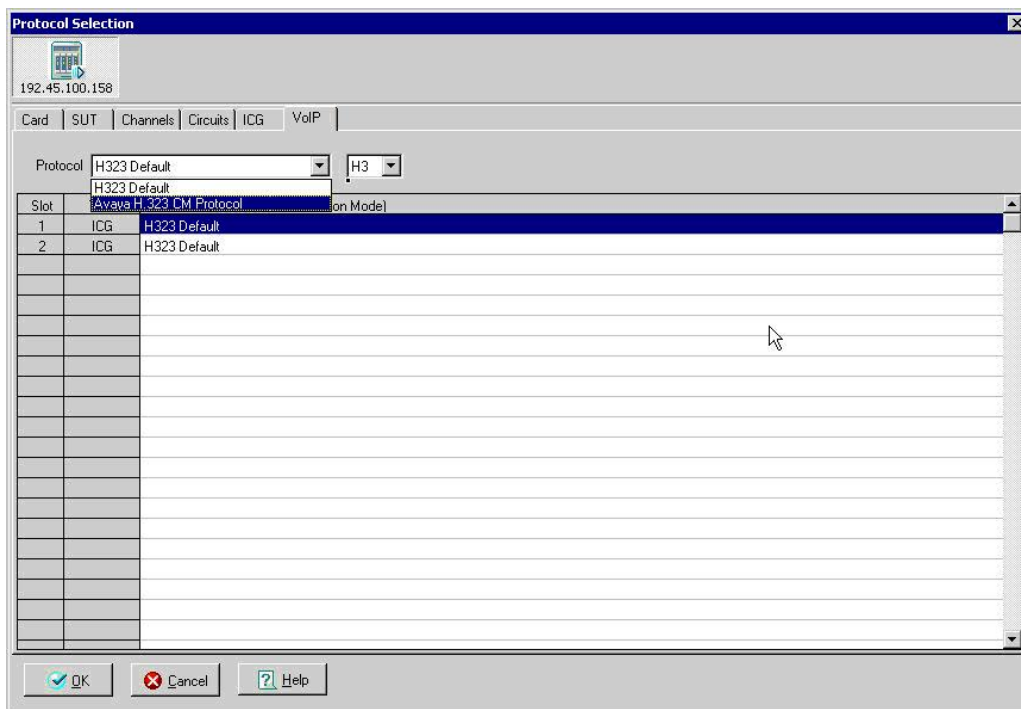 Protocol Selection
192.45.100.158
Card SUT Channels Circuits ICG VoIP
Protocol H323 Default H3
H323 Default
Avaya H.323 CM Protocol
Slot on Mode)
1 ICG H323 Default
2 ICG H323 Default
OK Cancel Help